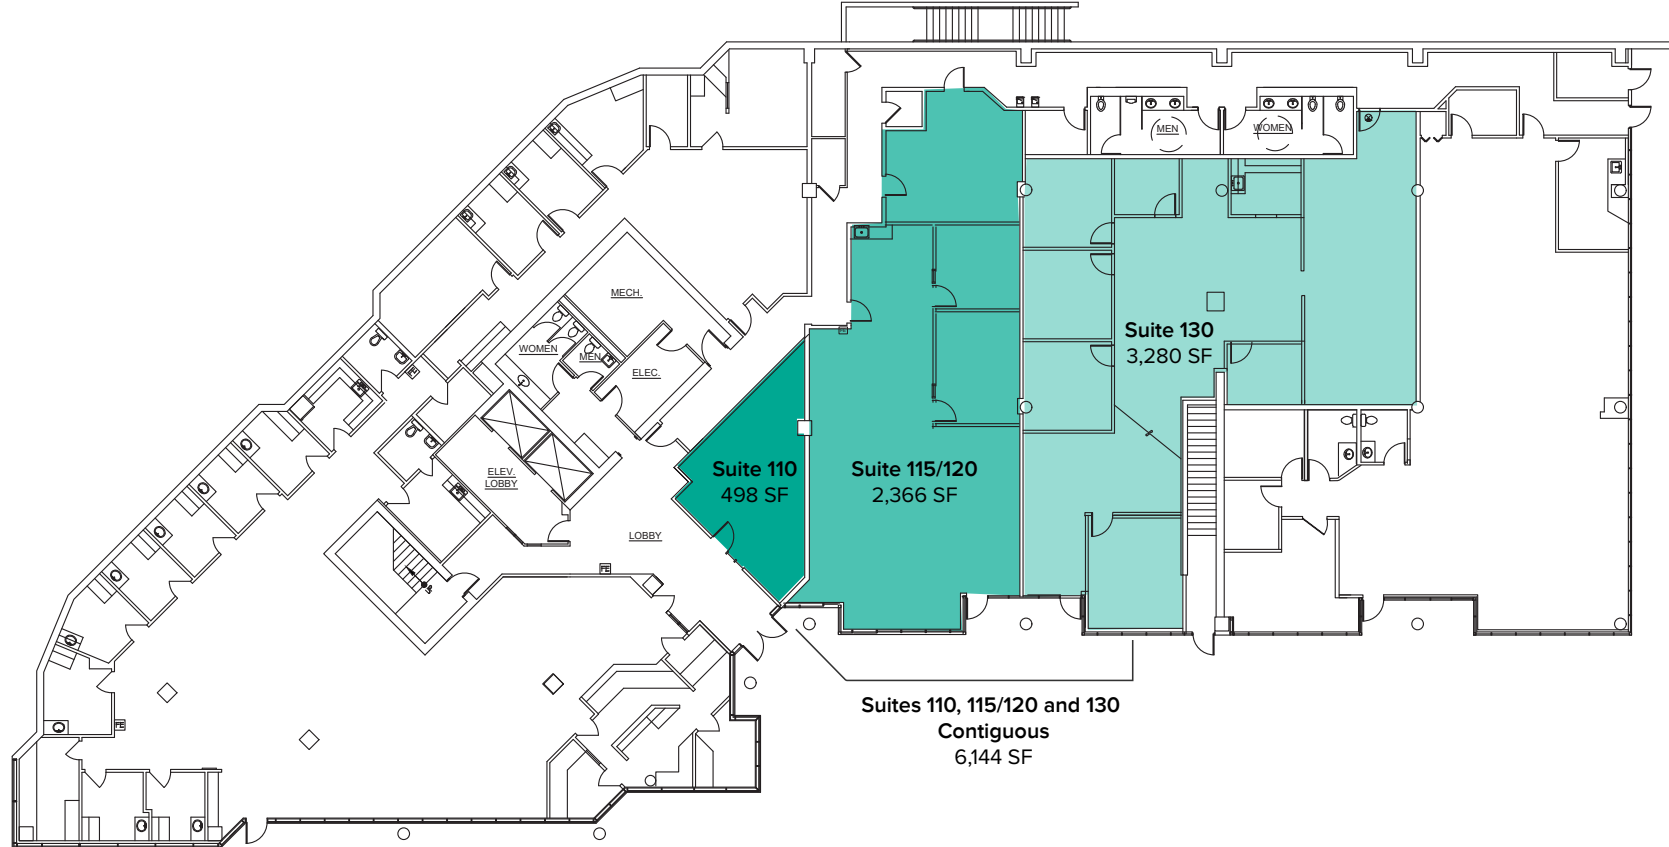 MEN
WOMEN
MECH.
WOMEN
MEN
ELEC.
Suite 130
3,280 SF
FE
Suite 110
498 SF
Suite 115/120
2,366 SF
ELEV.
LOBBY
LOBBY
FE
FE
Suites 110, 115/120 and 130
Contiguous
6,144 SF